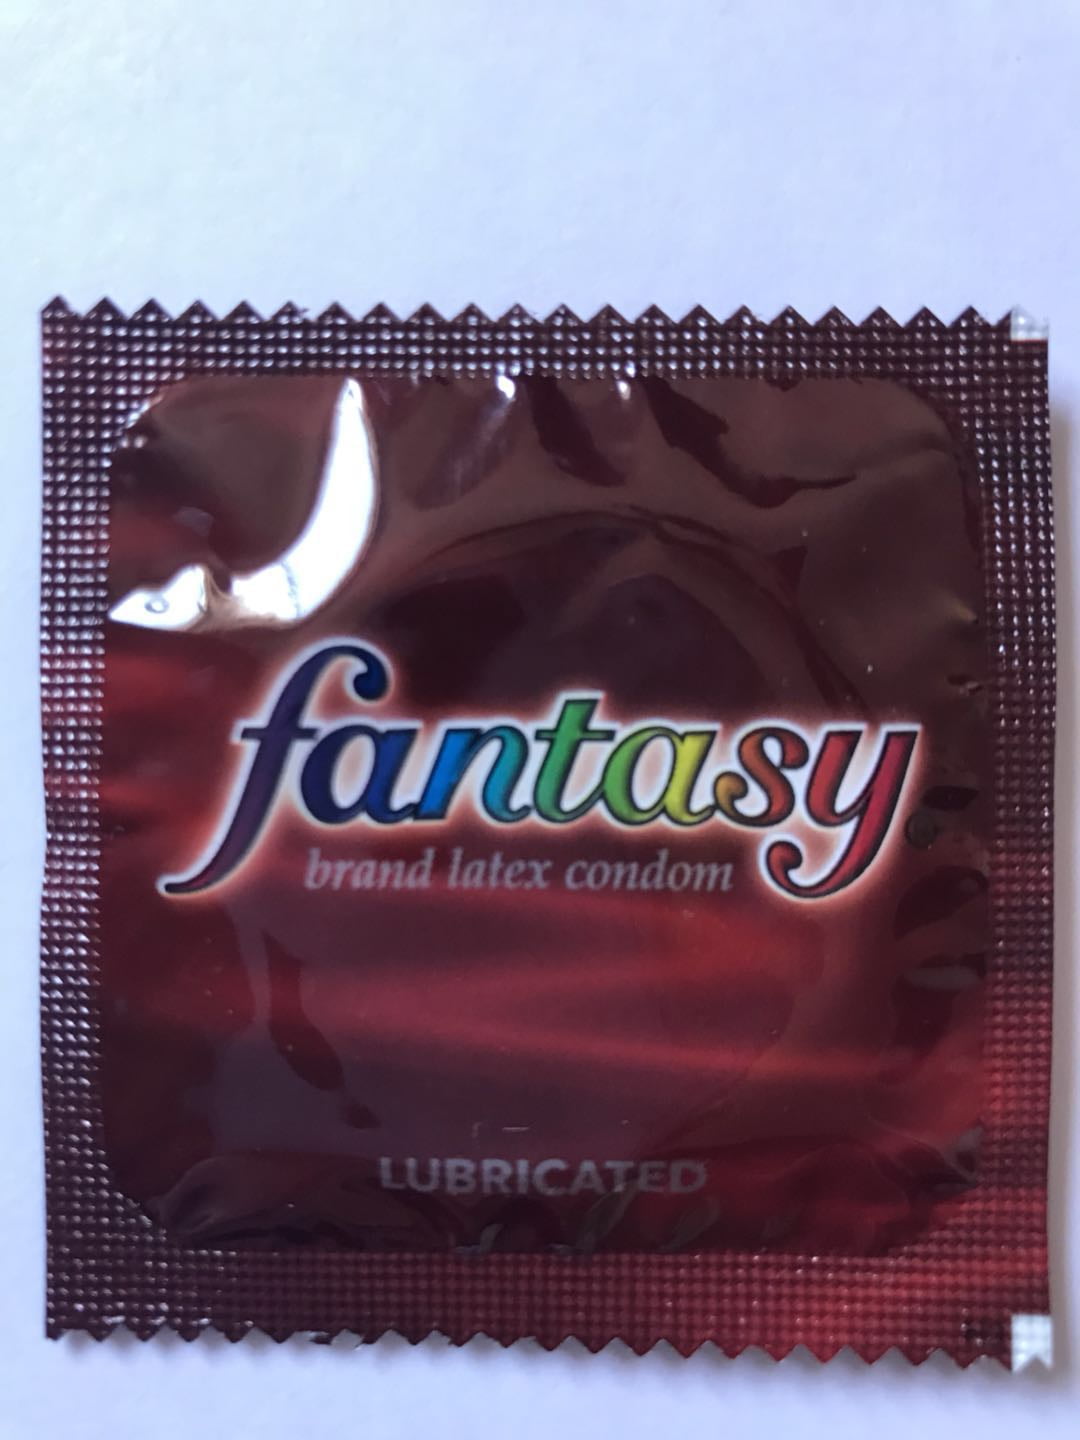 fantasy
brand latex condom
LUBRICATED